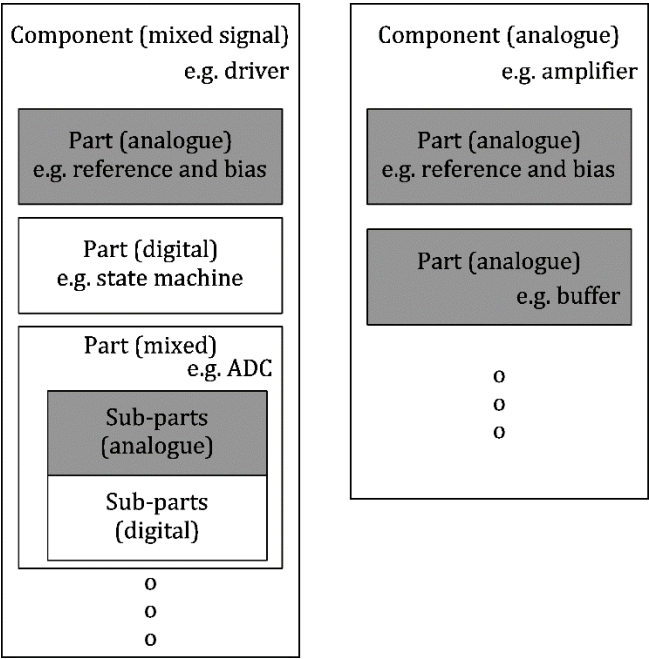 Component (mixed signal)
e.g. driver
Part (analogue)
e.g. reference and bias
Part (digital)
e.g. state machine
Part (mixed)
e.g. ADC
Sub-parts
(analogue)
Sub-parts
(digital)
o
o
o
Component (analogue)
e.g. amplifier
Part (analogue)
e.g. reference and bias
Part (analogue)
e.g. buffer
o
o
o